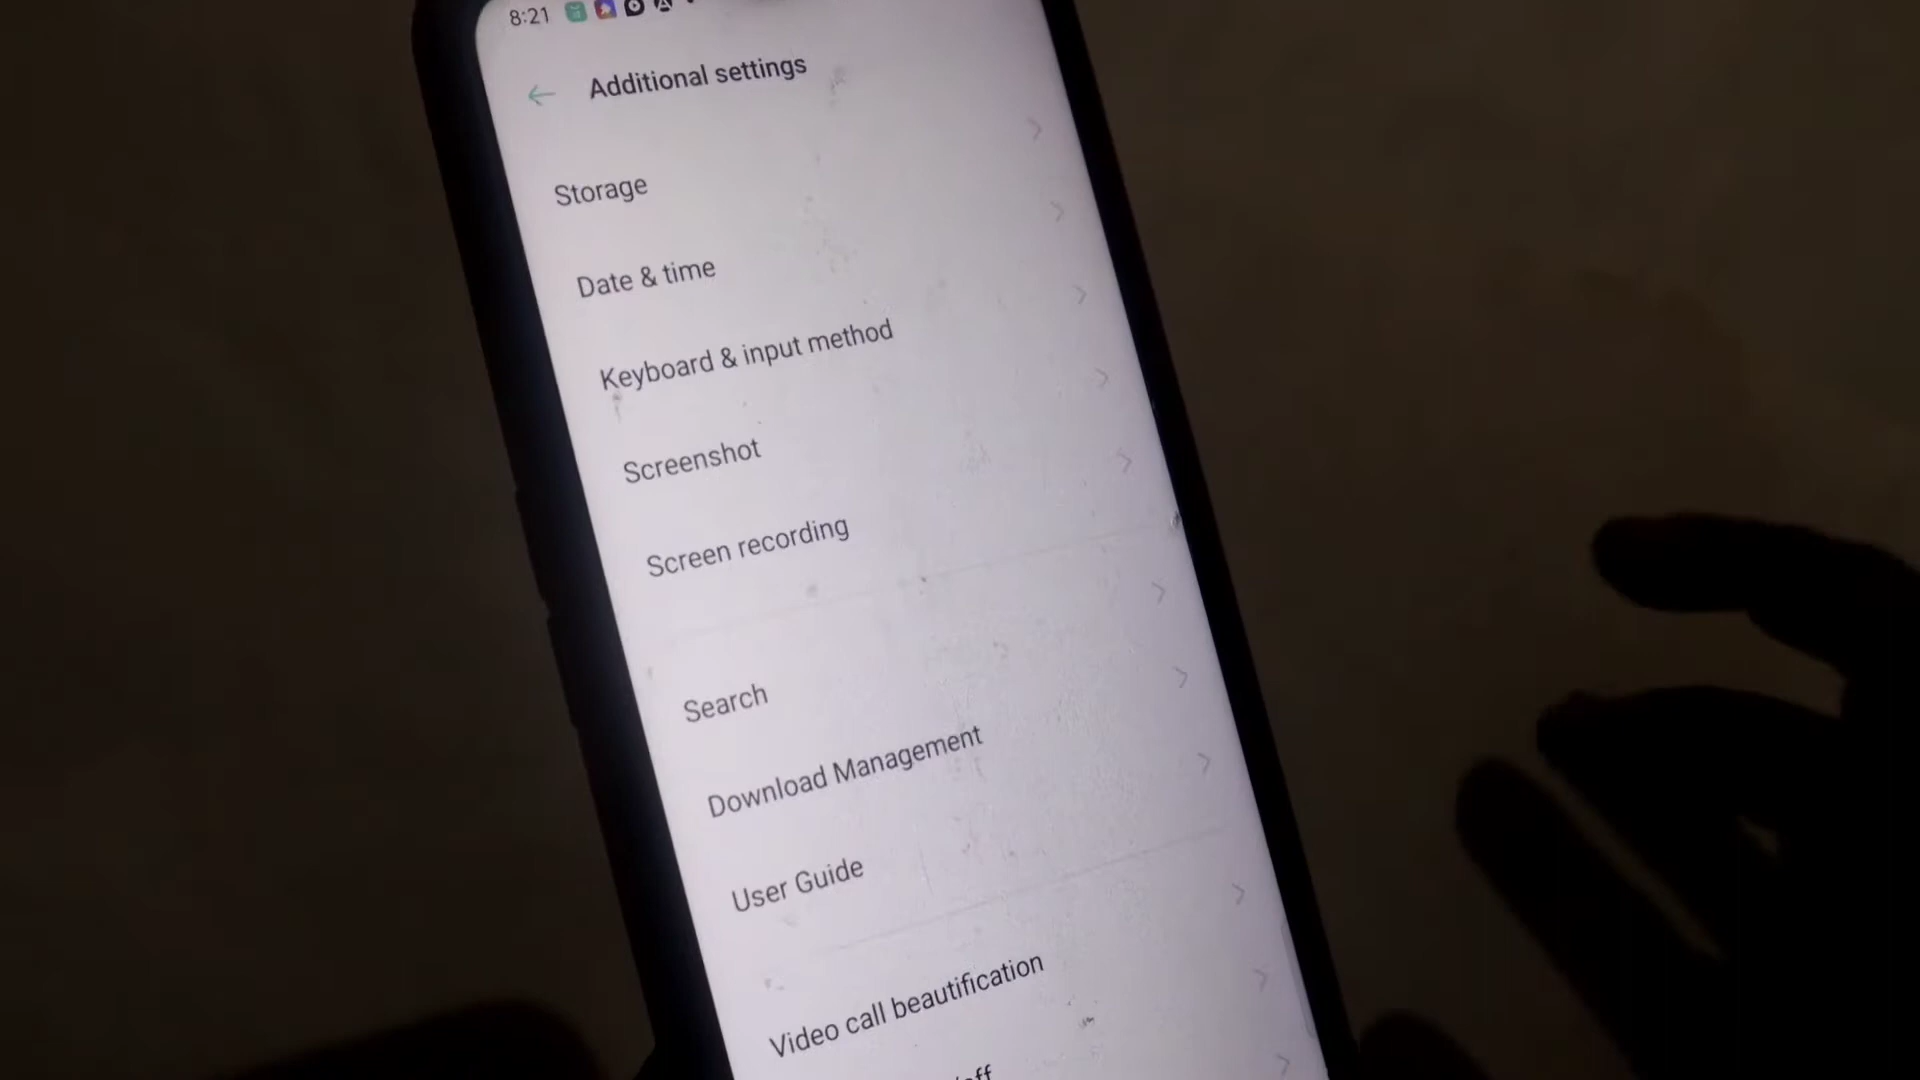 8:21
Additional settings
Storage
Date & time
Keyboard & input method
Screenshot
Screen recording
Search
Download Management
User Guide
Video call beautification